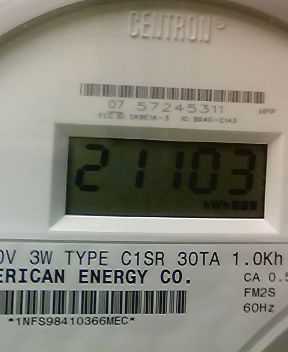 CENTRON®
07 57245311
HPP
21103
kWh
0V 3W TYPE C1SR 30TA 1.0Kh
ERICAN ENERGY CO.
CA 0.5
FM2S
60Hz
*1NFS98410366MEC*